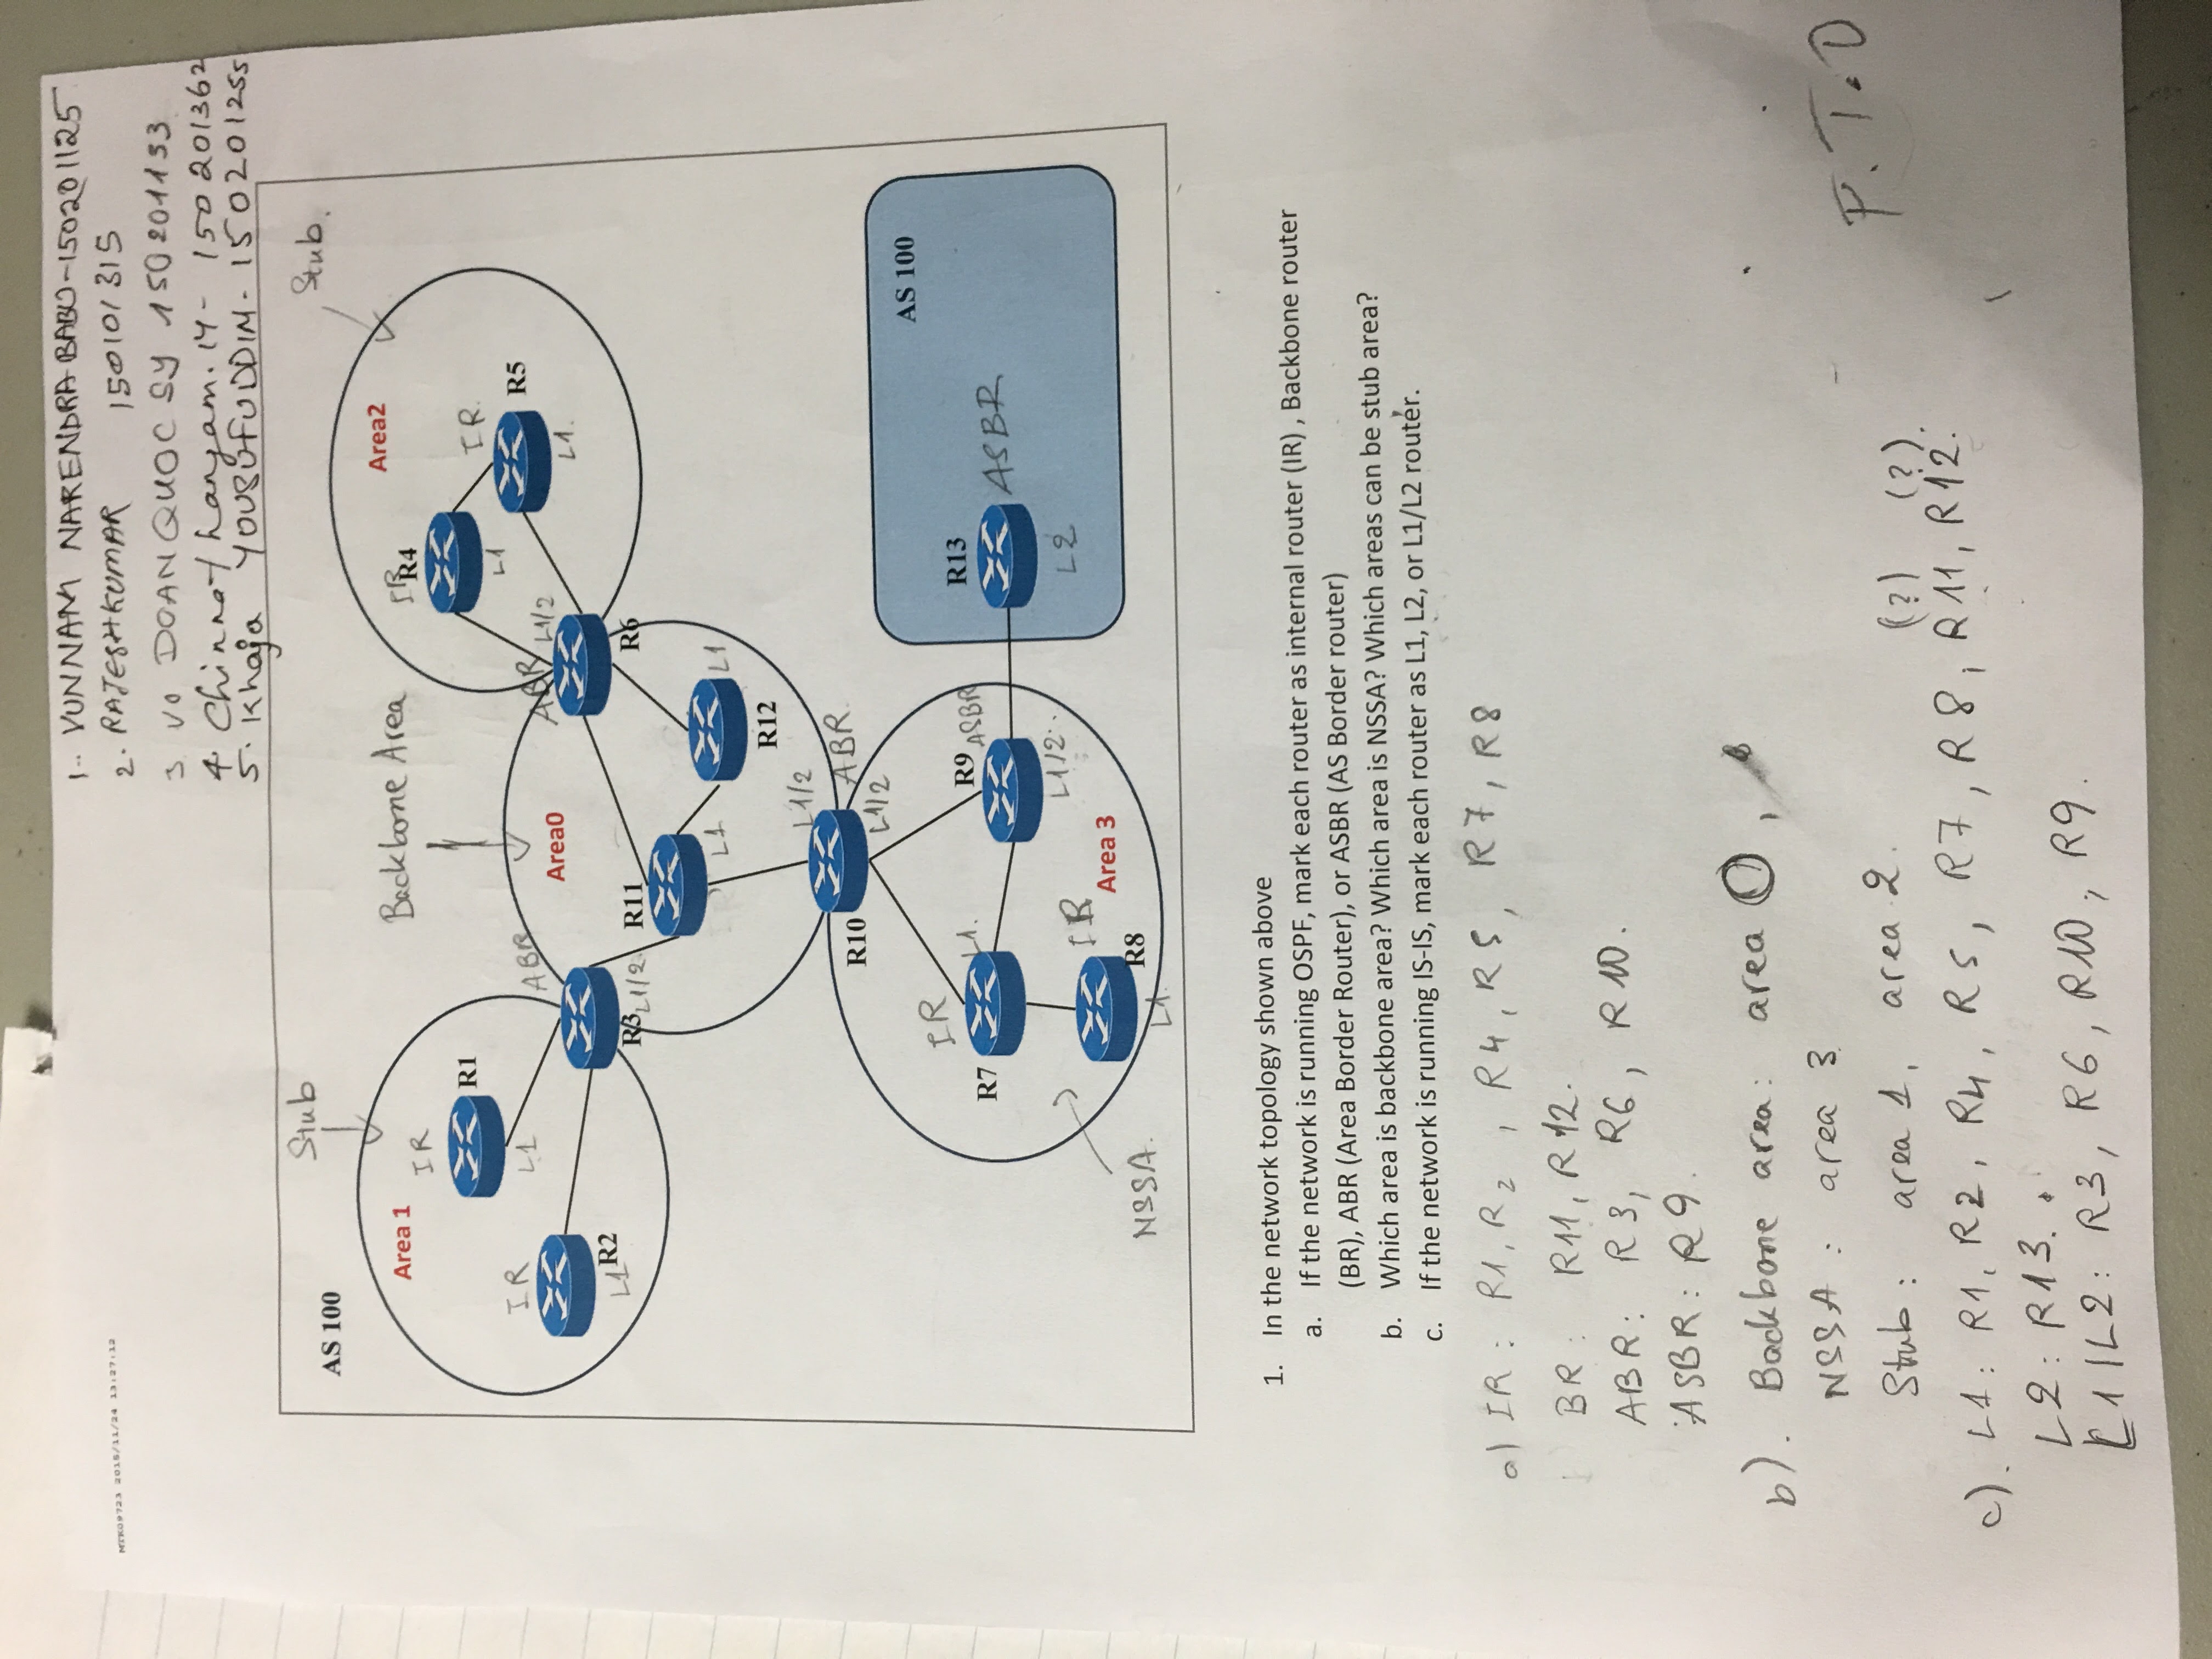 MTK09723 2015/11/24 13:27:12
1. VUNNAM NARENDRA BABU-150201125
2. RAJESHKUMAR 150101315
3 VO DOAN QUOC SY 150201133
4. Chinnathangam. M - 150201362
5. Khaja YOUSUFUDDIN - 150201255
Stub
Stub.
AS 100
Area 1
Backbone Area
Area2
IR
R4
IR
R1
L1
IR.
R5
L1
IR
L1
ABR
Area0
ABR
L1/2
L1.
R2
L1
R3
L1/2
R11
R6
L1
L1
R12
L1/2
R10
ABR.
L1/2
AS 100
IR
R7
L1.
R9
ASBR
R13
ASBR
L1/2.
L2
IR
Area 3
NSSA.
R8
L1.
1. In the network topology shown above
a. If the network is running OSPF, mark each router as internal router (IR) , Backbone router
(BR), ABR (Area Border Router), or ASBR (AS Border router)
b. Which area is backbone area? Which area is NSSA? Which areas can be stub area?
c. If the network is running IS-IS, mark each router as L1, L2, or L1/L2 router.
a) IR : R1, R2 , R4, R5, R7, R8
BR : R11, R12.
ABR: R3, R6, R10.
ASBR: R9.
b). Backbone area: area 0,
NSSA : area 3
P.T.O
Stub : area 1, area 2.
(?) (?).
c). L1: R1, R2, R4, R5, R7, R8, R11, R12.
L2: R13.
L1/L2: R3, R6, R10, R9.